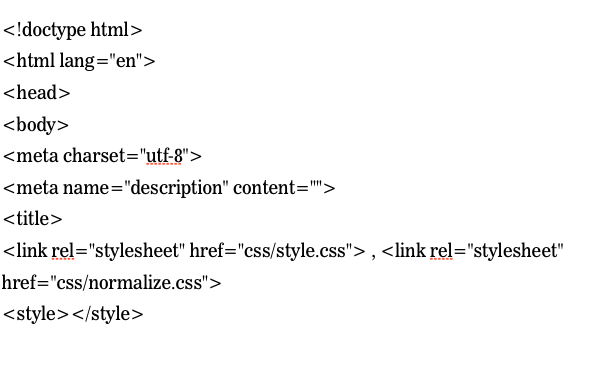 <!doctype html>
<html lang="en">
<head>
<body>
<meta charset="utf-8">
<meta name="description" content="">
<title>
<link rel="stylesheet" href="css/style.css"> , <link rel="stylesheet"
href="css/normalize.css">
<style></style>